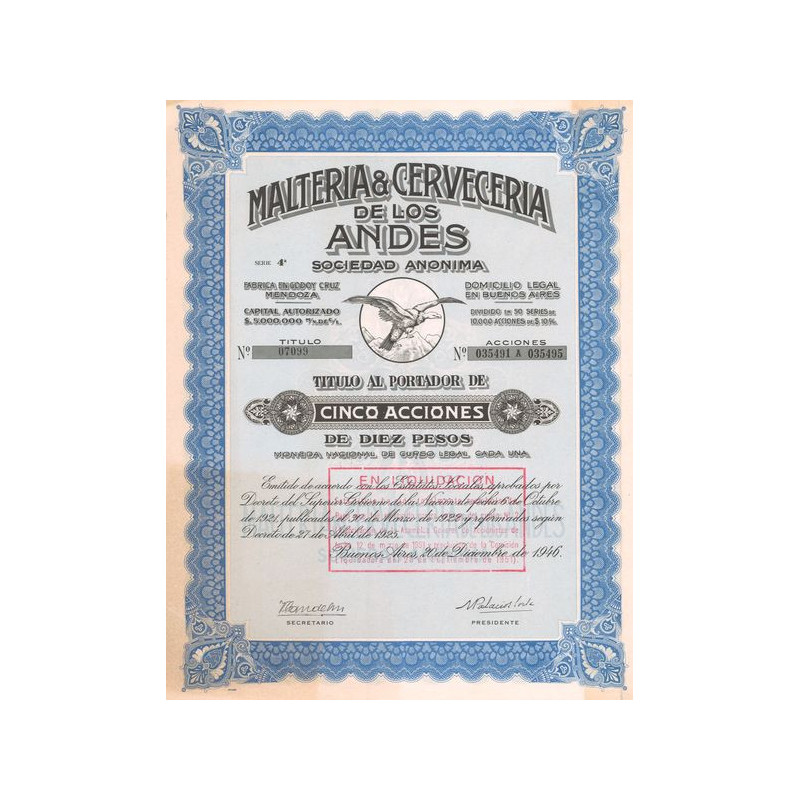 MALTERIA & CERVECERIA
DE LOS
ANDES
SOCIEDAD ANONIMA
SERIE 4ª
FABRICA EN GODOY CRUZ
MENDOZA
DOMICILIO LEGAL
EN BUENOS AIRES
CAPITAL AUTORIZADO
$ 5.000.000 m/n. de c/l.
DIVIDIDO en 50 SERIES de
10.000 ACCIONES de $ 10 m/n.
TITULO
Nº 07099
ACCIONES
Nº 035491 A 035495
TITULO AL PORTADOR DE
CINCO ACCIONES
DE DIEZ PESOS
MONEDA NACIONAL DE CURSO LEGAL CADA UNA
EN LIQUIDACION
Emitido de acuerdo con los Estatutos Sociales, aprobados por
Decreto del Superior Gobierno de la Nación de fecha 6 de Octubre
de 1921, publicados el 30 de Marzo de 1922 y reformados según
Decreto de 27 de Abril de 1925.
Buenos Aires, 20 de Diciembre de 1946.
SECRETARIO
PRESIDENTE